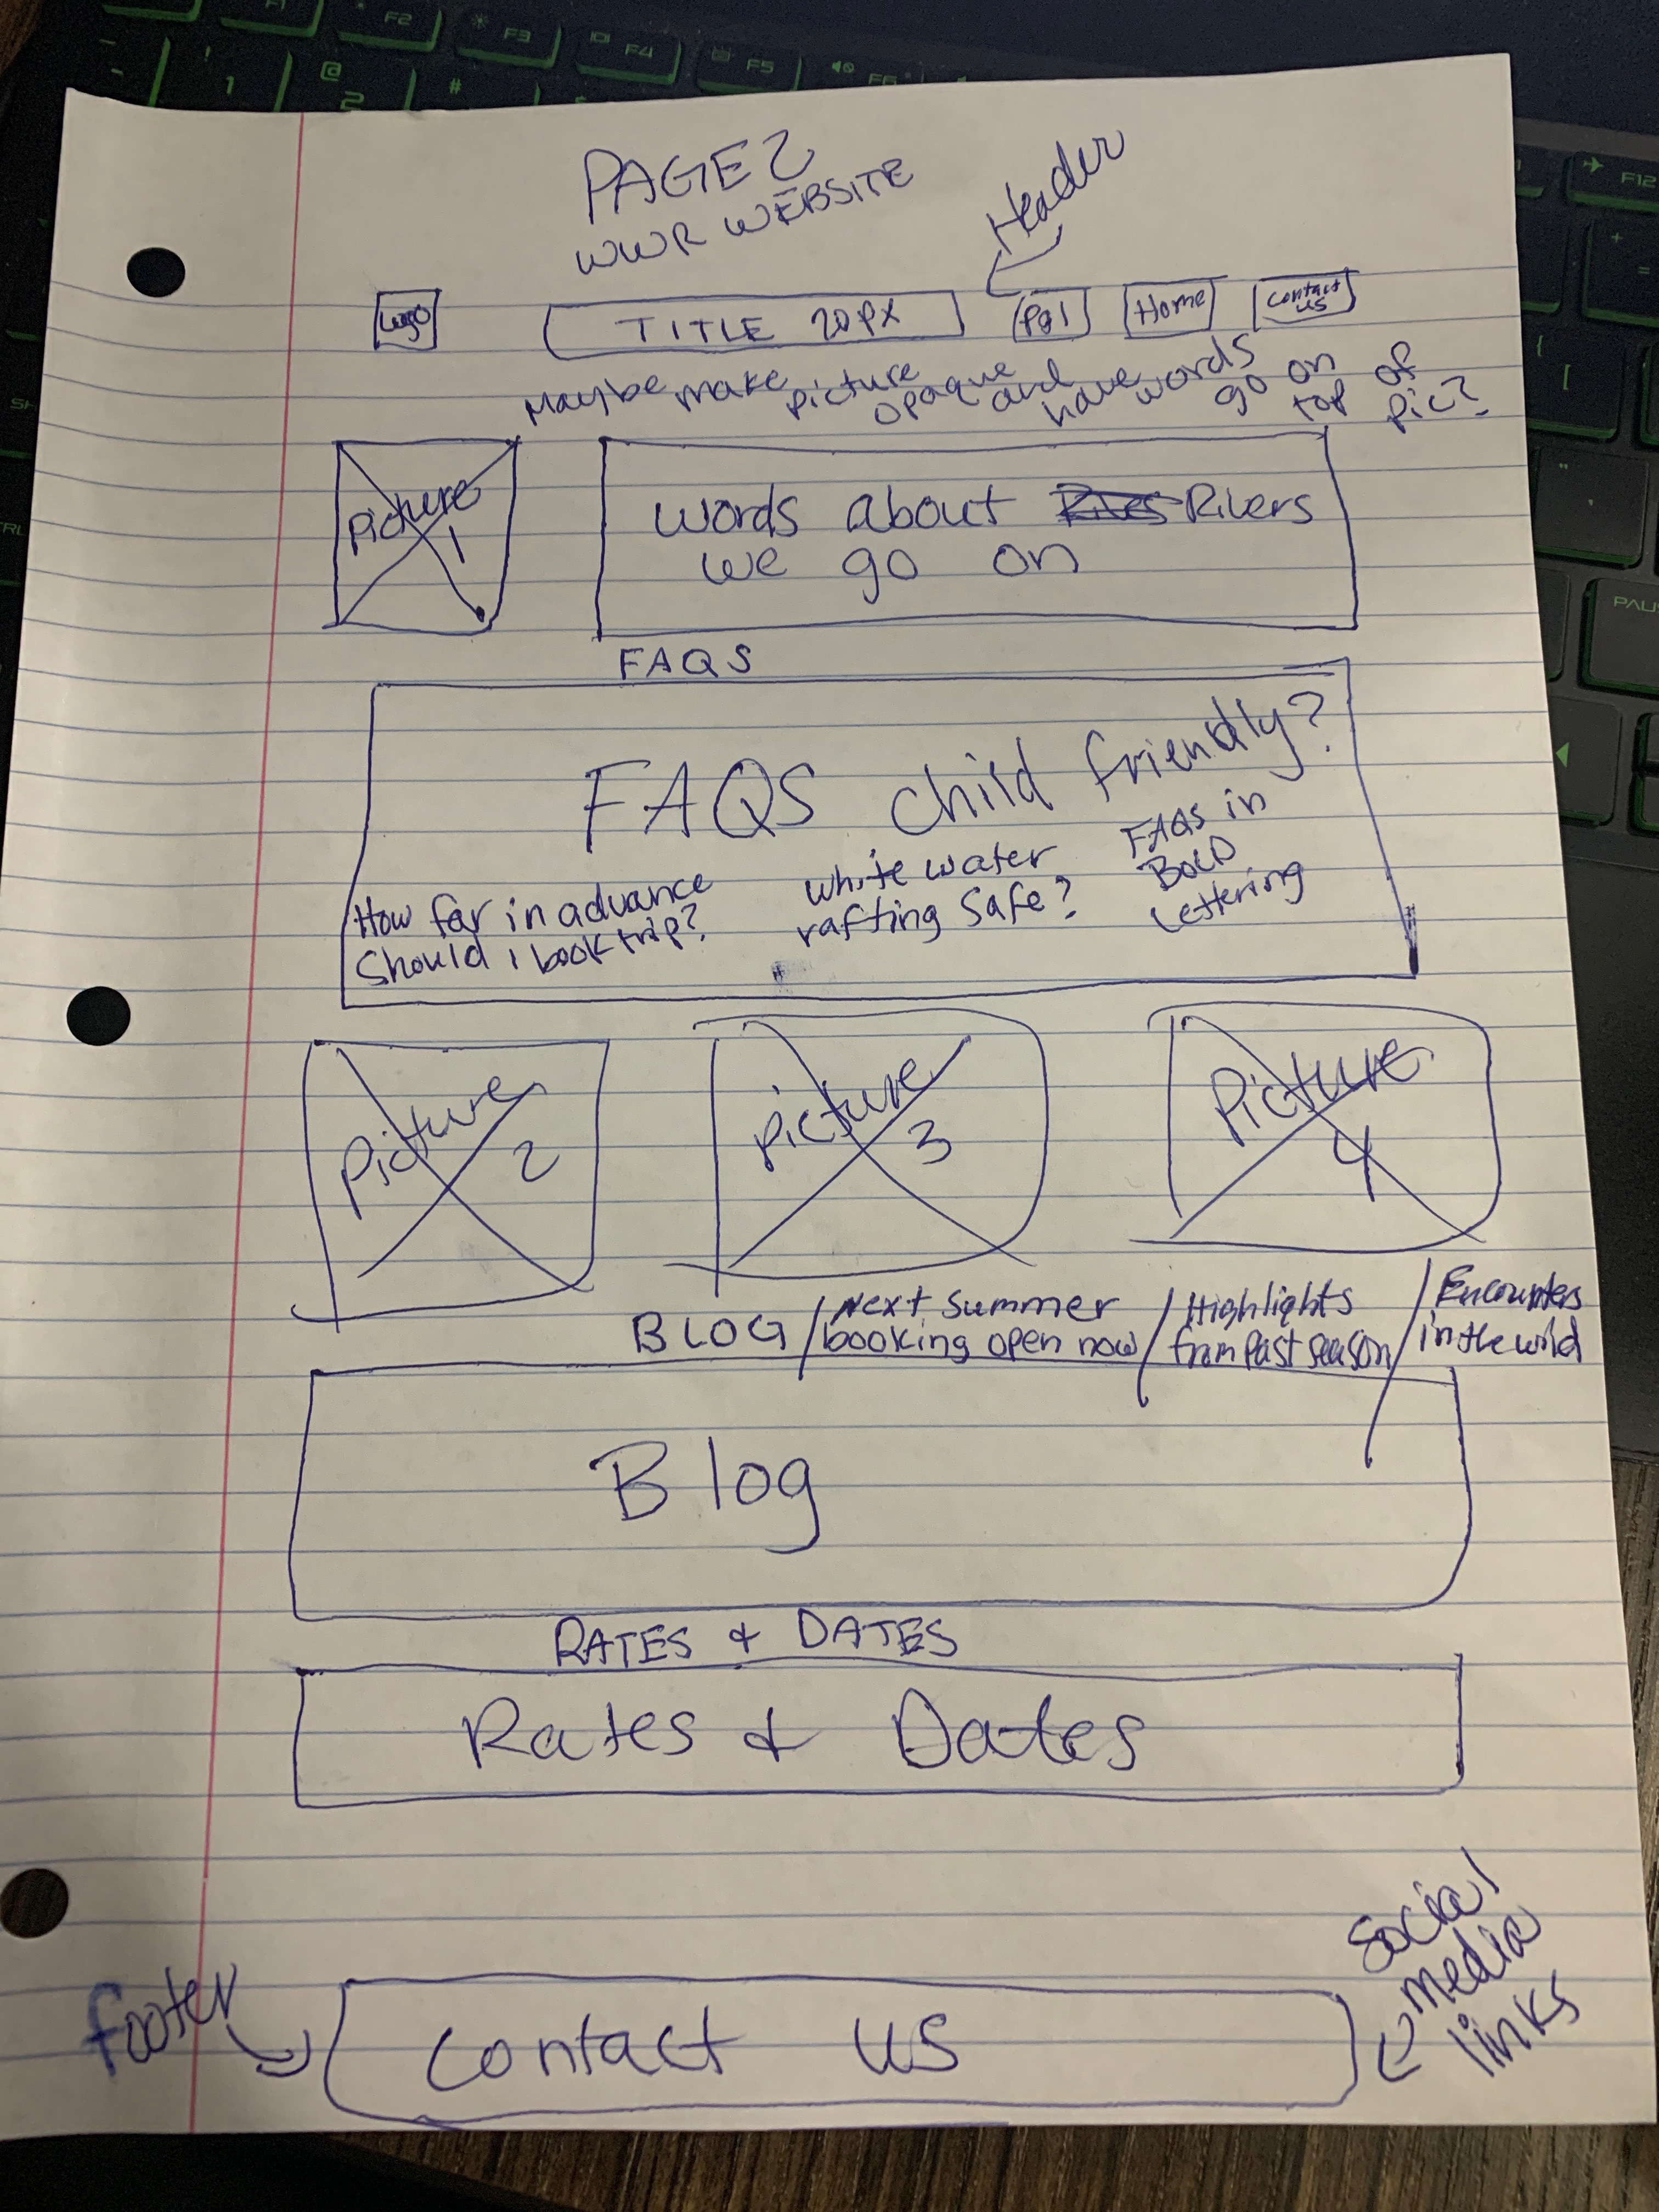 F1
F2
F3
F4
F5
F6
F12
!
1
@
2
#
PAGE 2
WWR WEBSITE
Header
Logo
TITLE 20PX
Pg1
Home
Contact
us
Maybe make picture opaque and have words go on top of pic?
Picture
1
words about Rivers
we go on
FAQS
FAQS Child friendly?
How far in advance
Should i book trip?
white water
rafting Safe?
FAQS in
BOLD
Lettering
Picture
2
picture
3
Picture
4
BLOG / Next summer booking open now / Highlights from past season / Encounters in the wild
Blog
RATES & DATES
Rates & Dates
footer
Contact us
Social
media
links